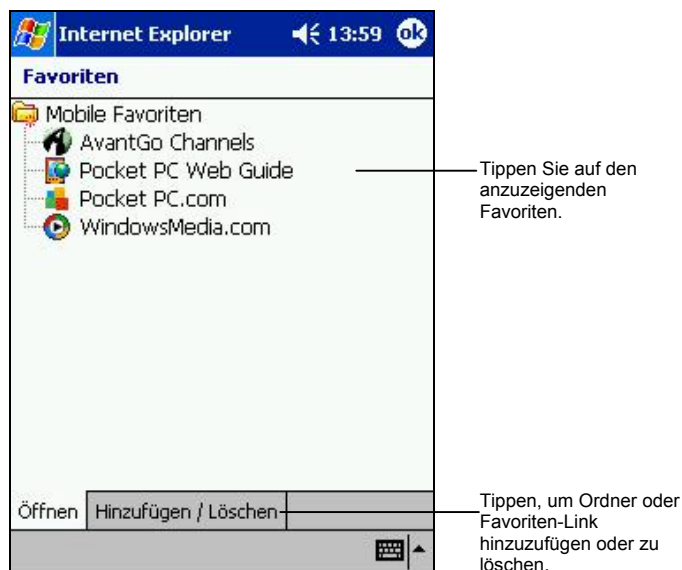 Internet Explorer 13:59 ok
Favoriten
Mobile Favoriten
AvantGo Channels
Pocket PC Web Guide
Pocket PC.com
WindowsMedia.com
Tippen Sie auf den
anzuzeigenden
Favoriten.
Öffnen Hinzufügen / Löschen
Tippen, um Ordner oder
Favoriten-Link
hinzuzufügen oder zu
löschen.